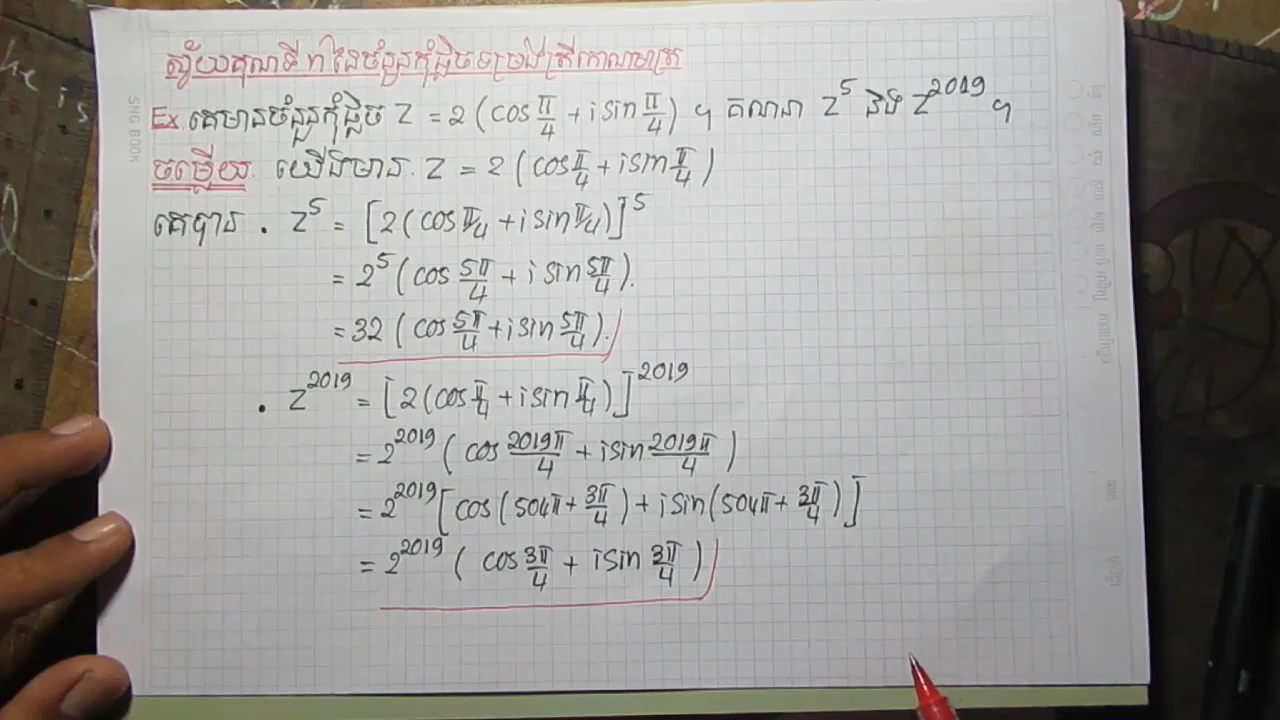 ស្វ័យគុណទី n នៃចំនួនកុំផ្លិចទម្រង់ត្រីកោណមាត្រ
Ex. គេមានចំនួនកុំផ្លិច Z = 2 (cos π/4 + i sin π/4) ។ គណនា Z^5 និង Z^2019 ។
ចម្លើយ. យើងមាន. Z = 2 (cos π/4 + i sin π/4)
គេបាន . Z^5 = [2 (cos π/4 + i sin π/4)]^5
= 2^5 (cos 5π/4 + i sin 5π/4).
= 32 (cos 5π/4 + i sin 5π/4).
. Z^2019 = [2 (cos π/4 + i sin π/4)]^2019
= 2^2019 (cos 2019π/4 + i sin 2019π/4)
= 2^2019 [cos (504π + 3π/4) + i sin (504π + 3π/4)]
= 2^2019 (cos 3π/4 + i sin 3π/4)
SNG BOOK
he is